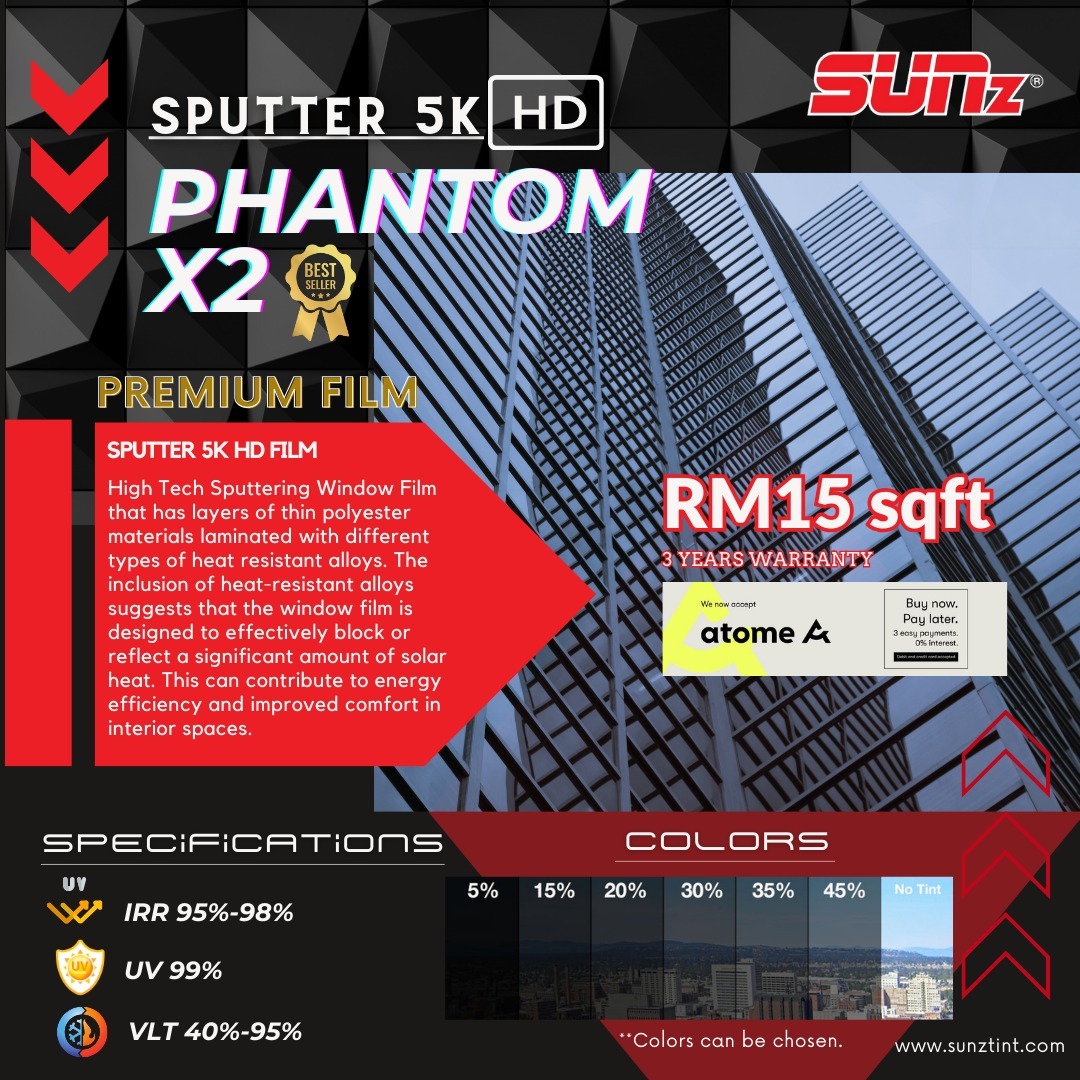 SUNz®
SPUTTER 5K HD
PHANTOM
X2
BEST
SELLER
PREMIUM FILM
SPUTTER 5K HD FILM
High Tech Sputtering Window Film
that has layers of thin polyester
materials laminated with different
types of heat resistant alloys. The
inclusion of heat-resistant alloys
suggests that the window film is
designed to effectively block or
reflect a significant amount of solar
heat. This can contribute to energy
efficiency and improved comfort in
interior spaces.
RM15 sqft
3 YEARS WARRANTY
We now accept
atome A
Buy now.
Pay later.
3 easy payments.
0% interest.
Debit and credit card accepted
SPECiFiCATiONS
UV
IRR 95%-98%
UV
UV 99%
VLT 40%-95%
COLORS
5% 15% 20% 30% 35% 45% No Tint
**Colors can be chosen.
www.sunztint.com